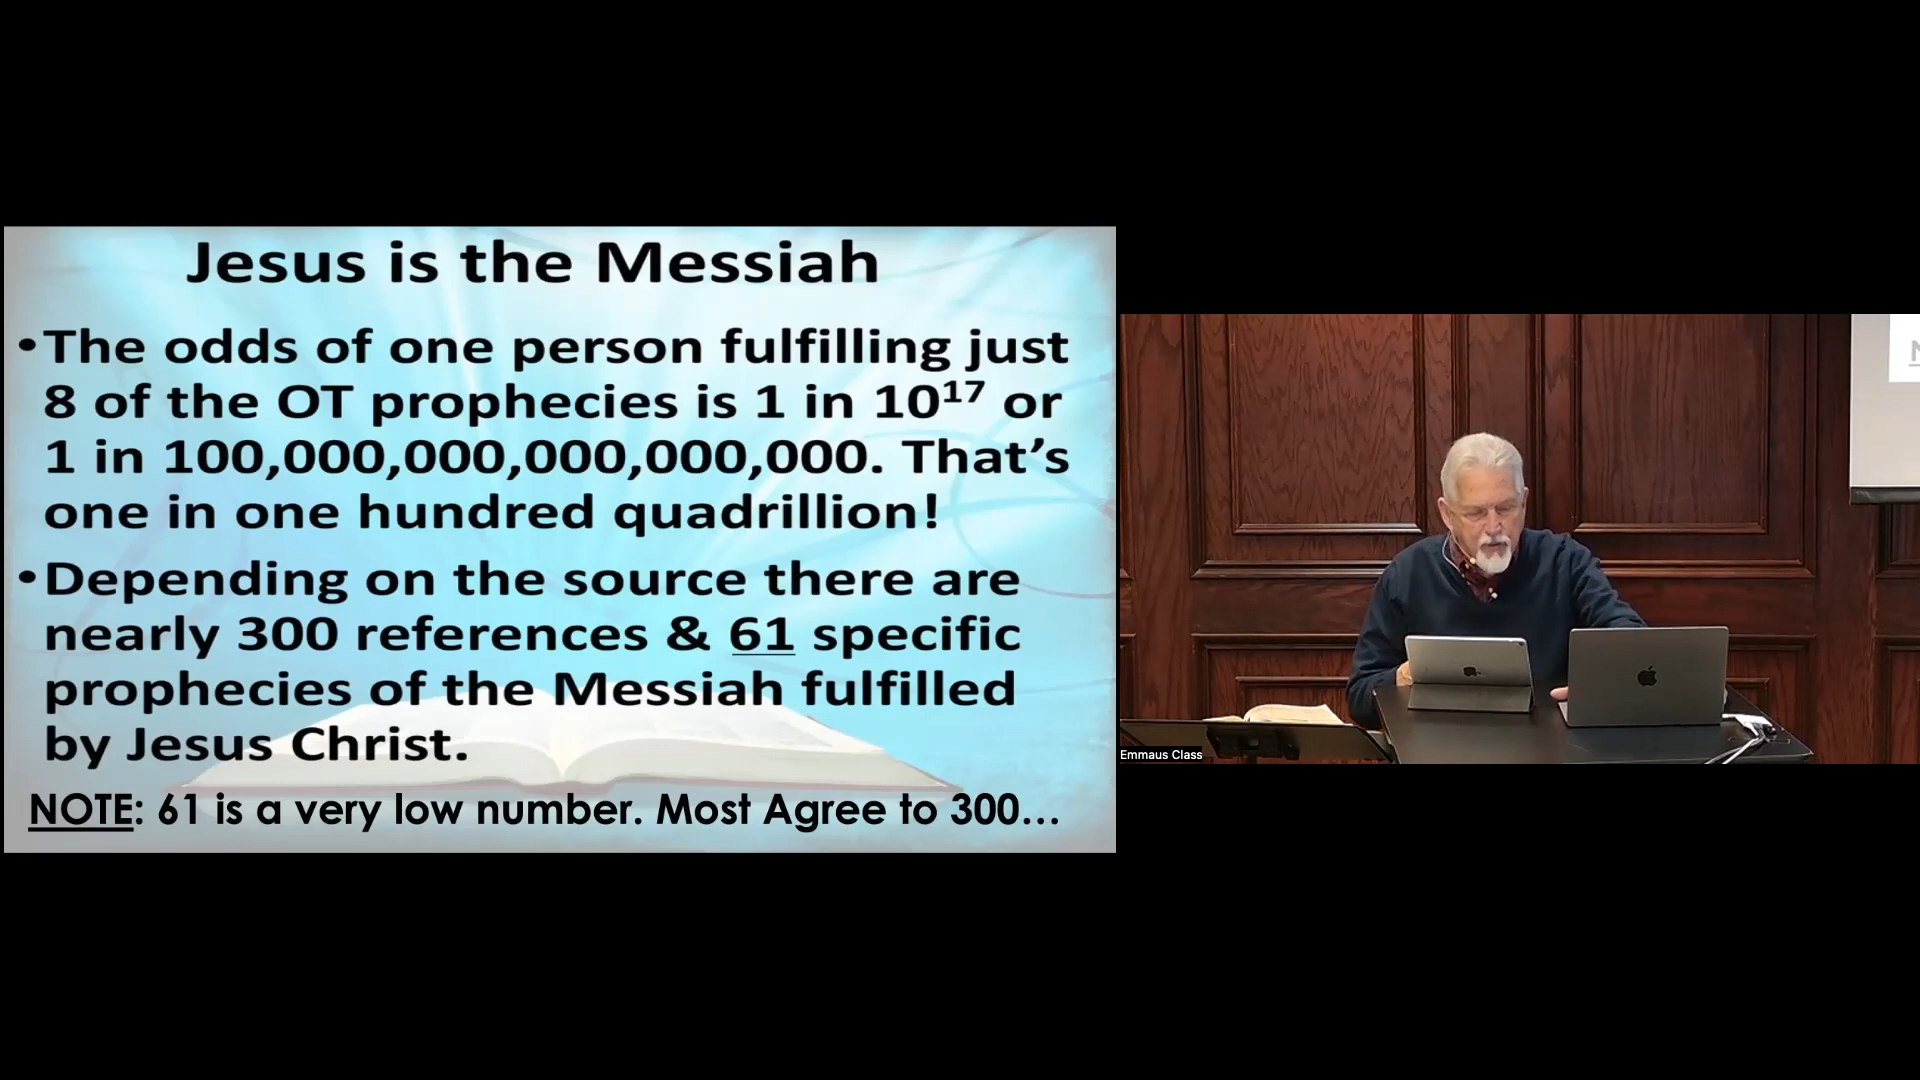 Jesus is the Messiah
•The odds of one person fulfilling just
8 of the OT prophecies is 1 in 10¹⁷ or
1 in 100,000,000,000,000,000. That’s
one in one hundred quadrillion!
•Depending on the source there are
nearly 300 references & 61 specific
prophecies of the Messiah fulfilled
by Jesus Christ.
NOTE: 61 is a very low number. Most Agree to 300…
Emmaus Class